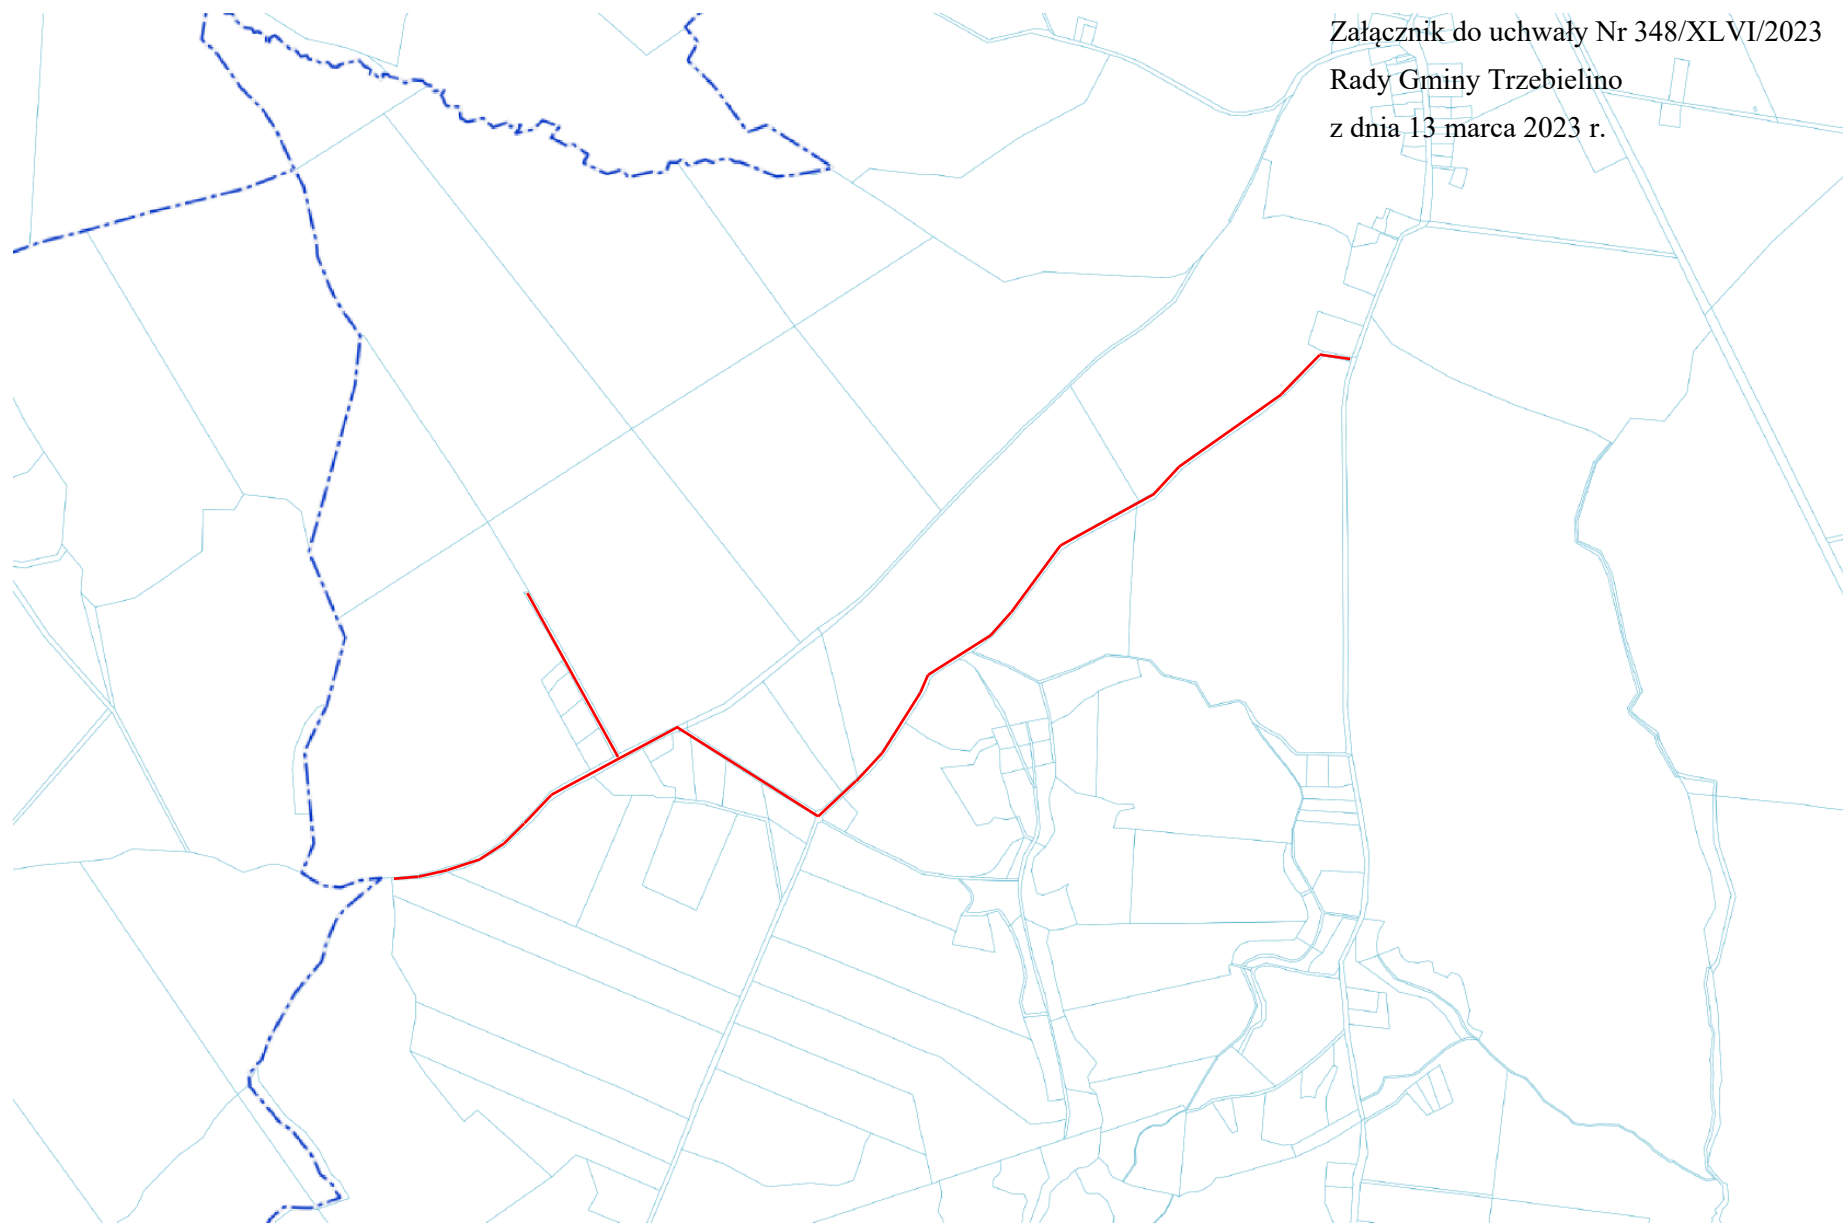 Załącznik do uchwały Nr 348/XLVI/2023
Rady Gminy Trzebielino
z dnia 13 marca 2023 r.